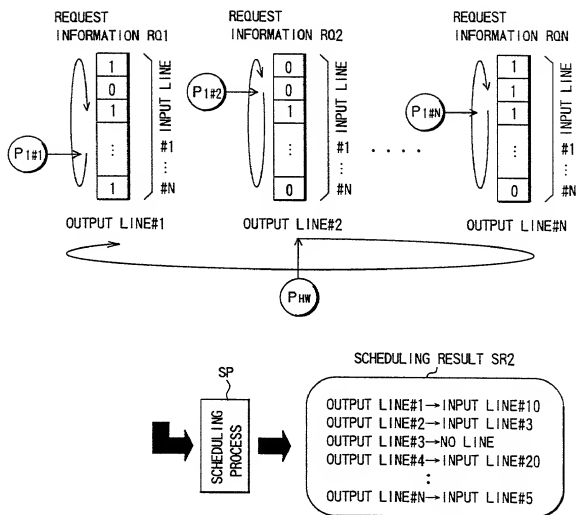 REQUEST
INFORMATION RQ1
REQUEST
INFORMATION RQ2
REQUEST
INFORMATION RQN
1
0
1
⋮
1
INPUT LINE
#1
⋮
#N
P1#1
0
0
1
⋮
0
INPUT LINE
#1
⋮
#N
P1#2
. . . .
1
1
1
⋮
0
INPUT LINE
#1
⋮
#N
P1#N
OUTPUT LINE#1
OUTPUT LINE#2
OUTPUT LINE#N
PHW
SCHEDULING RESULT SR2
SP
SCHEDULING
PROCESS
OUTPUT LINE#1→INPUT LINE#10
OUTPUT LINE#2→INPUT LINE#3
OUTPUT LINE#3→NO LINE
OUTPUT LINE#4→INPUT LINE#20
⋮
OUTPUT LINE#N→INPUT LINE#5